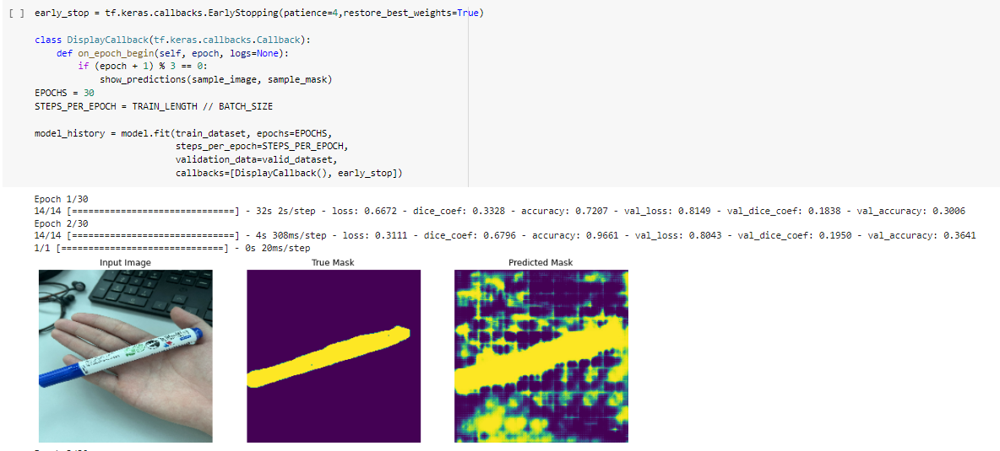 [ ] early_stop = tf.keras.callbacks.EarlyStopping(patience=4,restore_best_weights=True)
class DisplayCallback(tf.keras.callbacks.Callback):
    def on_epoch_begin(self, epoch, logs=None):
        if (epoch + 1) % 3 == 0:
            show_predictions(sample_image, sample_mask)
EPOCHS = 30
STEPS_PER_EPOCH = TRAIN_LENGTH // BATCH_SIZE
model_history = model.fit(train_dataset, epochs=EPOCHS,
                          steps_per_epoch=STEPS_PER_EPOCH,
                          validation_data=valid_dataset,
                          callbacks=[DisplayCallback(), early_stop])
Epoch 1/30
14/14 [==============================] - 32s 2s/step - loss: 0.6672 - dice_coef: 0.3328 - accuracy: 0.7207 - val_loss: 0.8149 - val_dice_coef: 0.1838 - val_accuracy: 0.3006
Epoch 2/30
14/14 [==============================] - 4s 308ms/step - loss: 0.3111 - dice_coef: 0.6796 - accuracy: 0.9661 - val_loss: 0.8043 - val_dice_coef: 0.1950 - val_accuracy: 0.3641
1/1 [==============================] - 0s 20ms/step
Input Image True Mask Predicted Mask